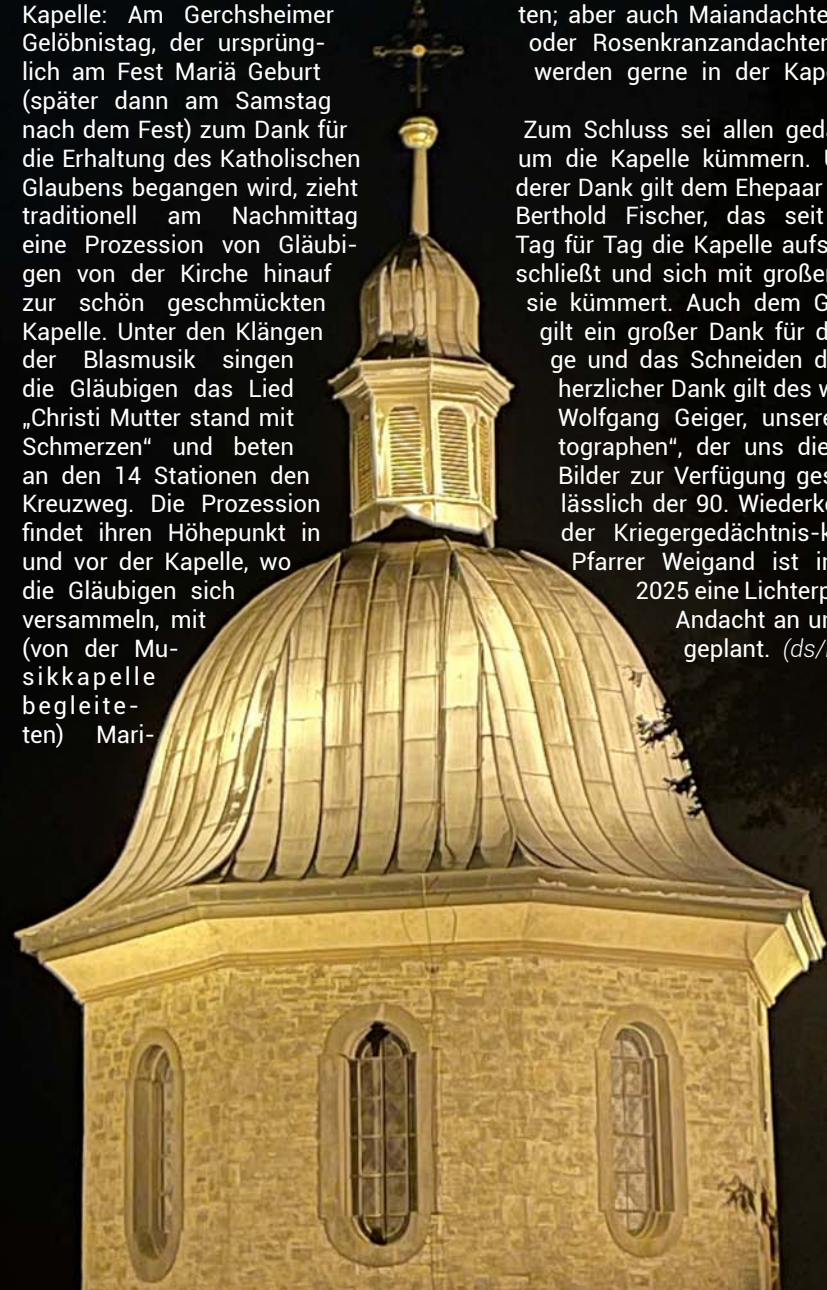 Kapelle: Am Gerchsheimer
Gelöbnistag, der ursprüng-
lich am Fest Mariä Geburt
(später dann am Samstag
nach dem Fest) zum Dank für
die Erhaltung des Katholischen
Glaubens begangen wird, zieht
traditionell am Nachmittag
eine Prozession von Gläubi-
gen von der Kirche hinauf
zur schön geschmückten
Kapelle. Unter den Klängen
der Blasmusik singen
die Gläubigen das Lied
„Christi Mutter stand mit
Schmerzen“ und beten
an den 14 Stationen den
Kreuzweg. Die Prozession
findet ihren Höhepunkt in
und vor der Kapelle, wo
die Gläubigen sich
versammeln, mit
(von der Mu-
sikkapelle
begleite-
ten) Mari-
ten; aber auch Maiandachte
oder Rosenkranzandachten
werden gerne in der Kap
Zum Schluss sei allen ged
um die Kapelle kümmern.
derer Dank gilt dem Ehepaar
Berthold Fischer, das seit
Tag für Tag die Kapelle aufs
schließt und sich mit große
sie kümmert. Auch dem G
gilt ein großer Dank für d
ge und das Schneiden d
herzlicher Dank gilt des w
Wolfgang Geiger, unsere
tographen“, der uns die
Bilder zur Verfügung ges
lässlich der 90. Wiederke
der Kriegergedächtnis-k
Pfarrer Weigand ist i
2025 eine Lichterp
Andacht an u
geplant. (ds/